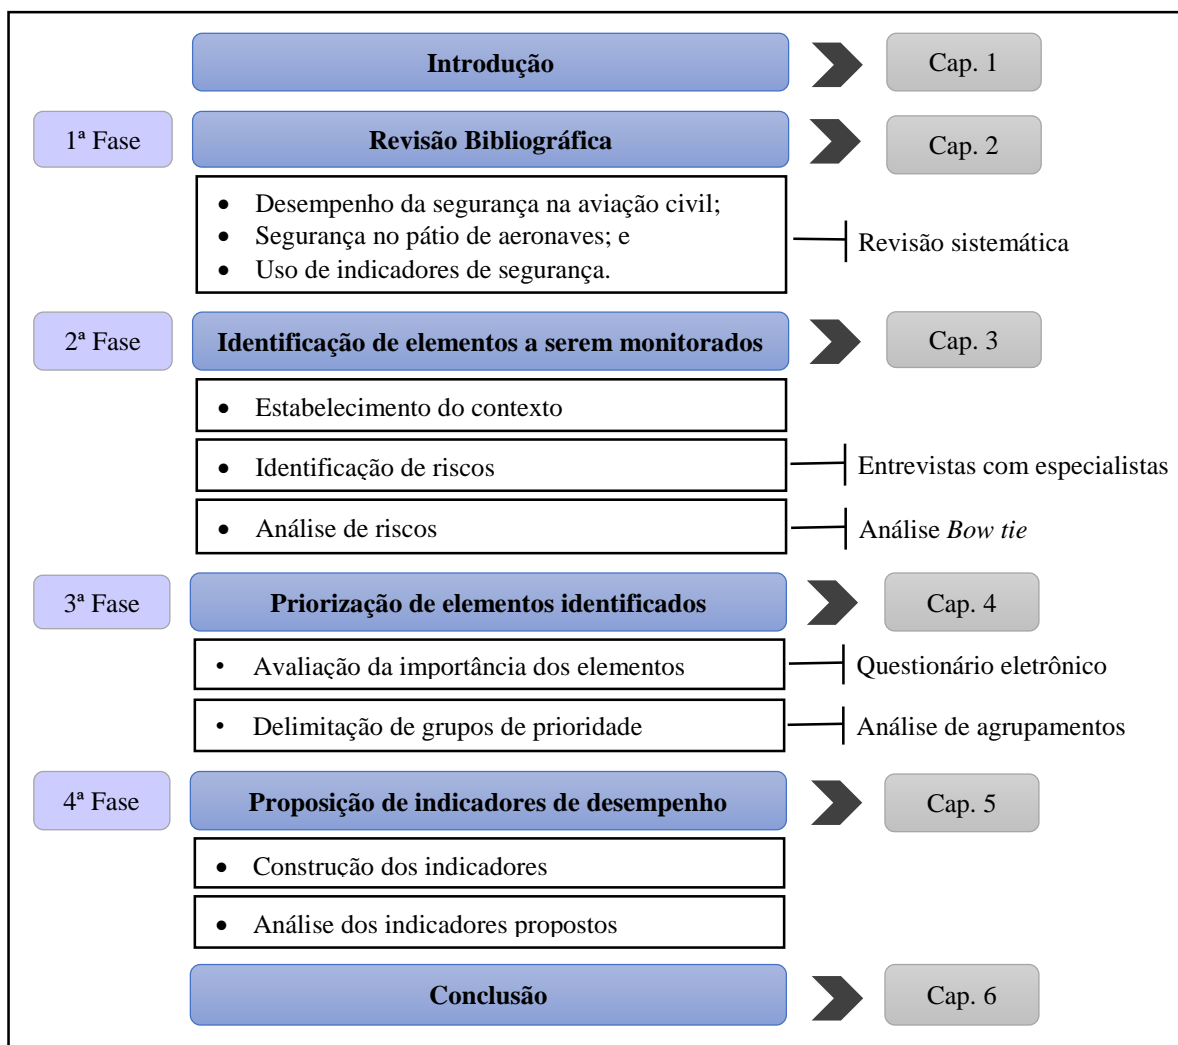 Introdução
Cap. 1
1ª Fase
Revisão Bibliográfica
Cap. 2
• Desempenho da segurança na aviação civil;
• Segurança no pátio de aeronaves; e
• Uso de indicadores de segurança.
Revisão sistemática
2ª Fase
Identificação de elementos a serem monitorados
Cap. 3
• Estabelecimento do contexto
• Identificação de riscos
Entrevistas com especialistas
• Análise de riscos
Análise Bow tie
3ª Fase
Priorização de elementos identificados
Cap. 4
• Avaliação da importância dos elementos
Questionário eletrônico
• Delimitação de grupos de prioridade
Análise de agrupamentos
4ª Fase
Proposição de indicadores de desempenho
Cap. 5
• Construção dos indicadores
• Análise dos indicadores propostos
Conclusão
Cap. 6